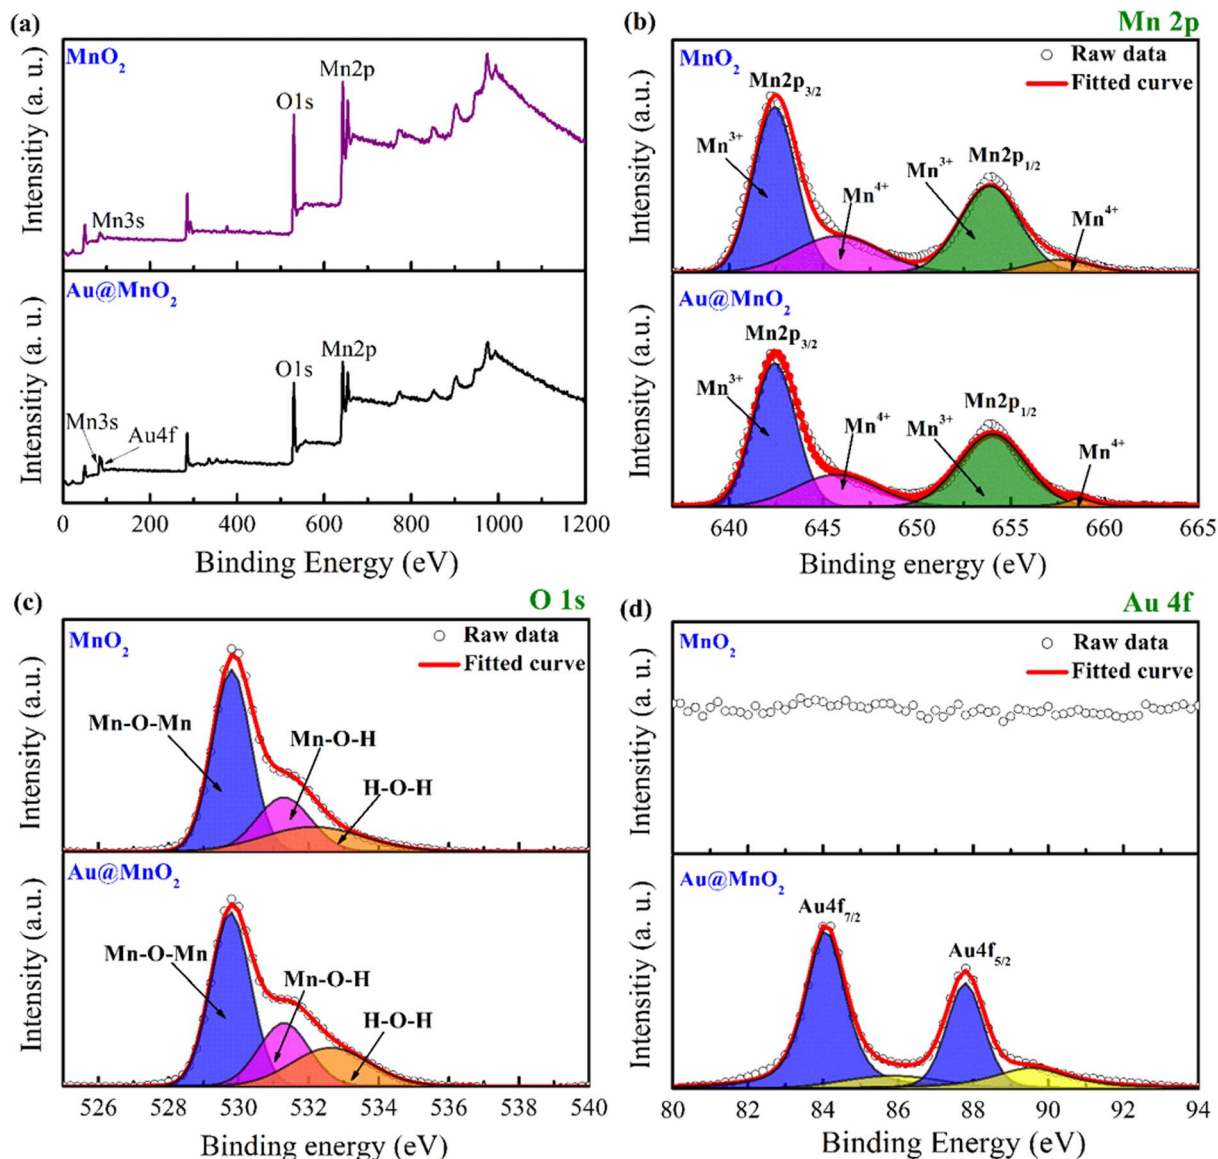 (a)
MnO2
Intensitiy (a. u.)
Mn3s
O1s
Mn2p
Au@MnO2
Intensity (a. u.)
Mn3s
Au4f
O1s
Mn2p
0 200 400 600 800 1000 1200
Binding Energy (eV)
(b)
Mn 2p
MnO2
Raw data
Fitted curve
Intensity (a.u.)
Mn2p3/2
Mn3+
Mn4+
Mn3+
Mn2p1/2
Mn4+
Au@MnO2
Intensity (a.u.)
Mn2p3/2
Mn3+
Mn4+
Mn3+
Mn2p1/2
Mn4+
640 645 650 655 660 665
Binding energy (eV)
(c)
O 1s
MnO2
Raw data
Fitted curve
Intensity (a.u.)
Mn-O-Mn
Mn-O-H
H-O-H
Au@MnO2
Intensity (a.u.)
Mn-O-Mn
Mn-O-H
H-O-H
526 528 530 532 534 536 538 540
Binding energy (eV)
(d)
Au 4f
MnO2
Raw data
Fitted curve
Intensitiy (a. u.)
Au@MnO2
Intensity (a. u.)
Au4f7/2
Au4f5/2
80 82 84 86 88 90 92 94
Binding Energy (eV)